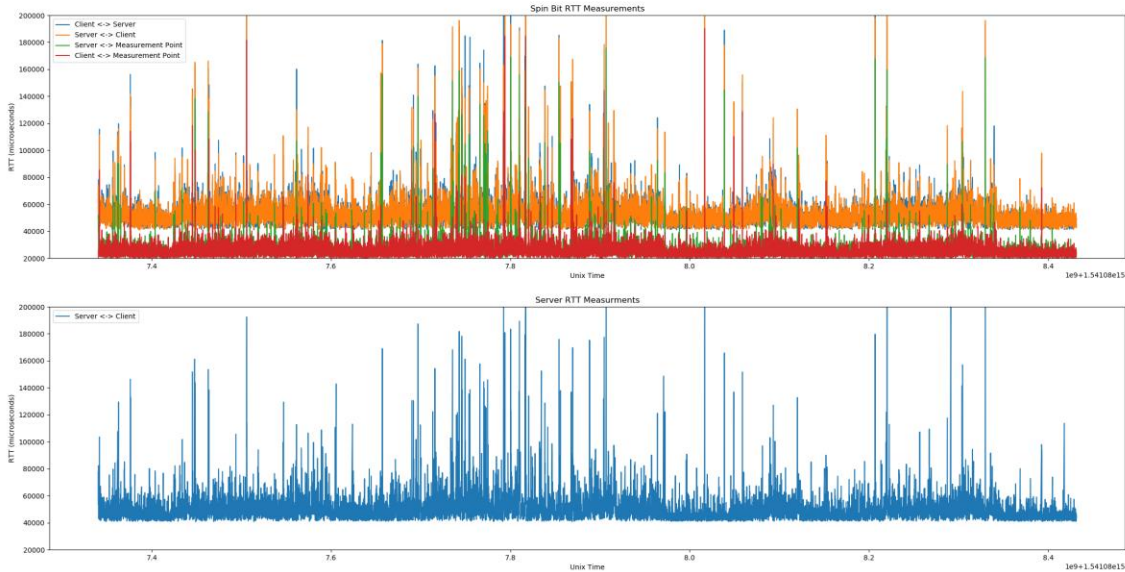 Spin Bit RTT Measurements
Client <-> Server
Server <-> Client
Server <-> Measurement Point
Client <-> Measurement Point
RTT (microseconds)
200000
180000
160000
140000
120000
100000
80000
60000
40000
20000
7.4 7.6 7.8 8.0 8.2 8.4
Unix Time
1e9+1.54108e15
Server RTT Measurments
Server <-> Client
RTT (microseconds)
200000
180000
160000
140000
120000
100000
80000
60000
40000
20000
7.4 7.6 7.8 8.0 8.2 8.4
Unix Time
1e9+1.54108e15